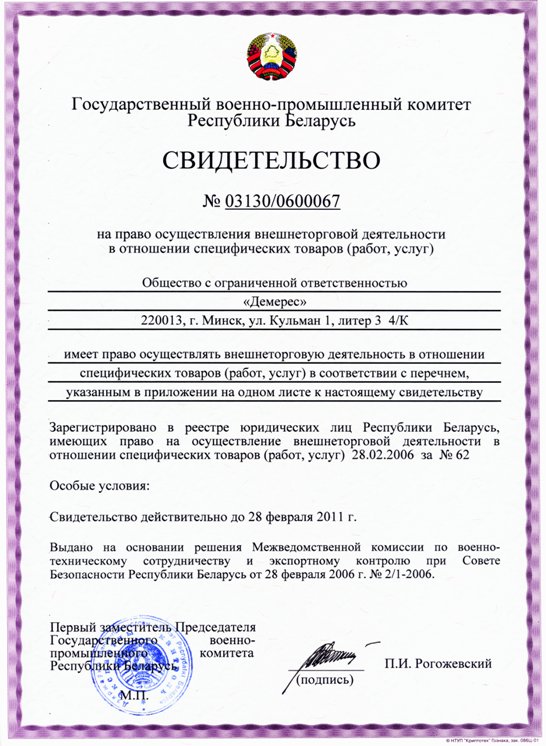 Государственный военно-промышленный комитет
Республики Беларусь
СВИДЕТЕЛЬСТВО
№ 03130/0600067
на право осуществления внешнеторговой деятельности
в отношении специфических товаров (работ, услуг)
Общество с ограниченной ответственностью
«Демерес»
220013, г. Минск, ул. Кульман 1, литер 3 4/К
имеет право осуществлять внешнеторговую деятельность в отношении
специфических товаров (работ, услуг) в соответствии с перечнем,
указанным в приложении на одном листе к настоящему свидетельству
Зарегистрировано в реестре юридических лиц Республики Беларусь,
имеющих право на осуществление внешнеторговой деятельности в
отношении специфических товаров (работ, услуг) 28.02.2006 за № 62
Особые условия:
Свидетельство действительно до 28 февраля 2011 г.
Выдано на основании решения Межведомственной комиссии по военно-
техническому сотрудничеству и экспортному контролю при Совете
Безопасности Республики Беларусь от 28 февраля 2006 г. № 2/1-2006.
Первый заместитель Председателя
Государственного военно-
промышленного комитета
Республики Беларусь
П.И. Рогожевский
(подпись)
М.П.